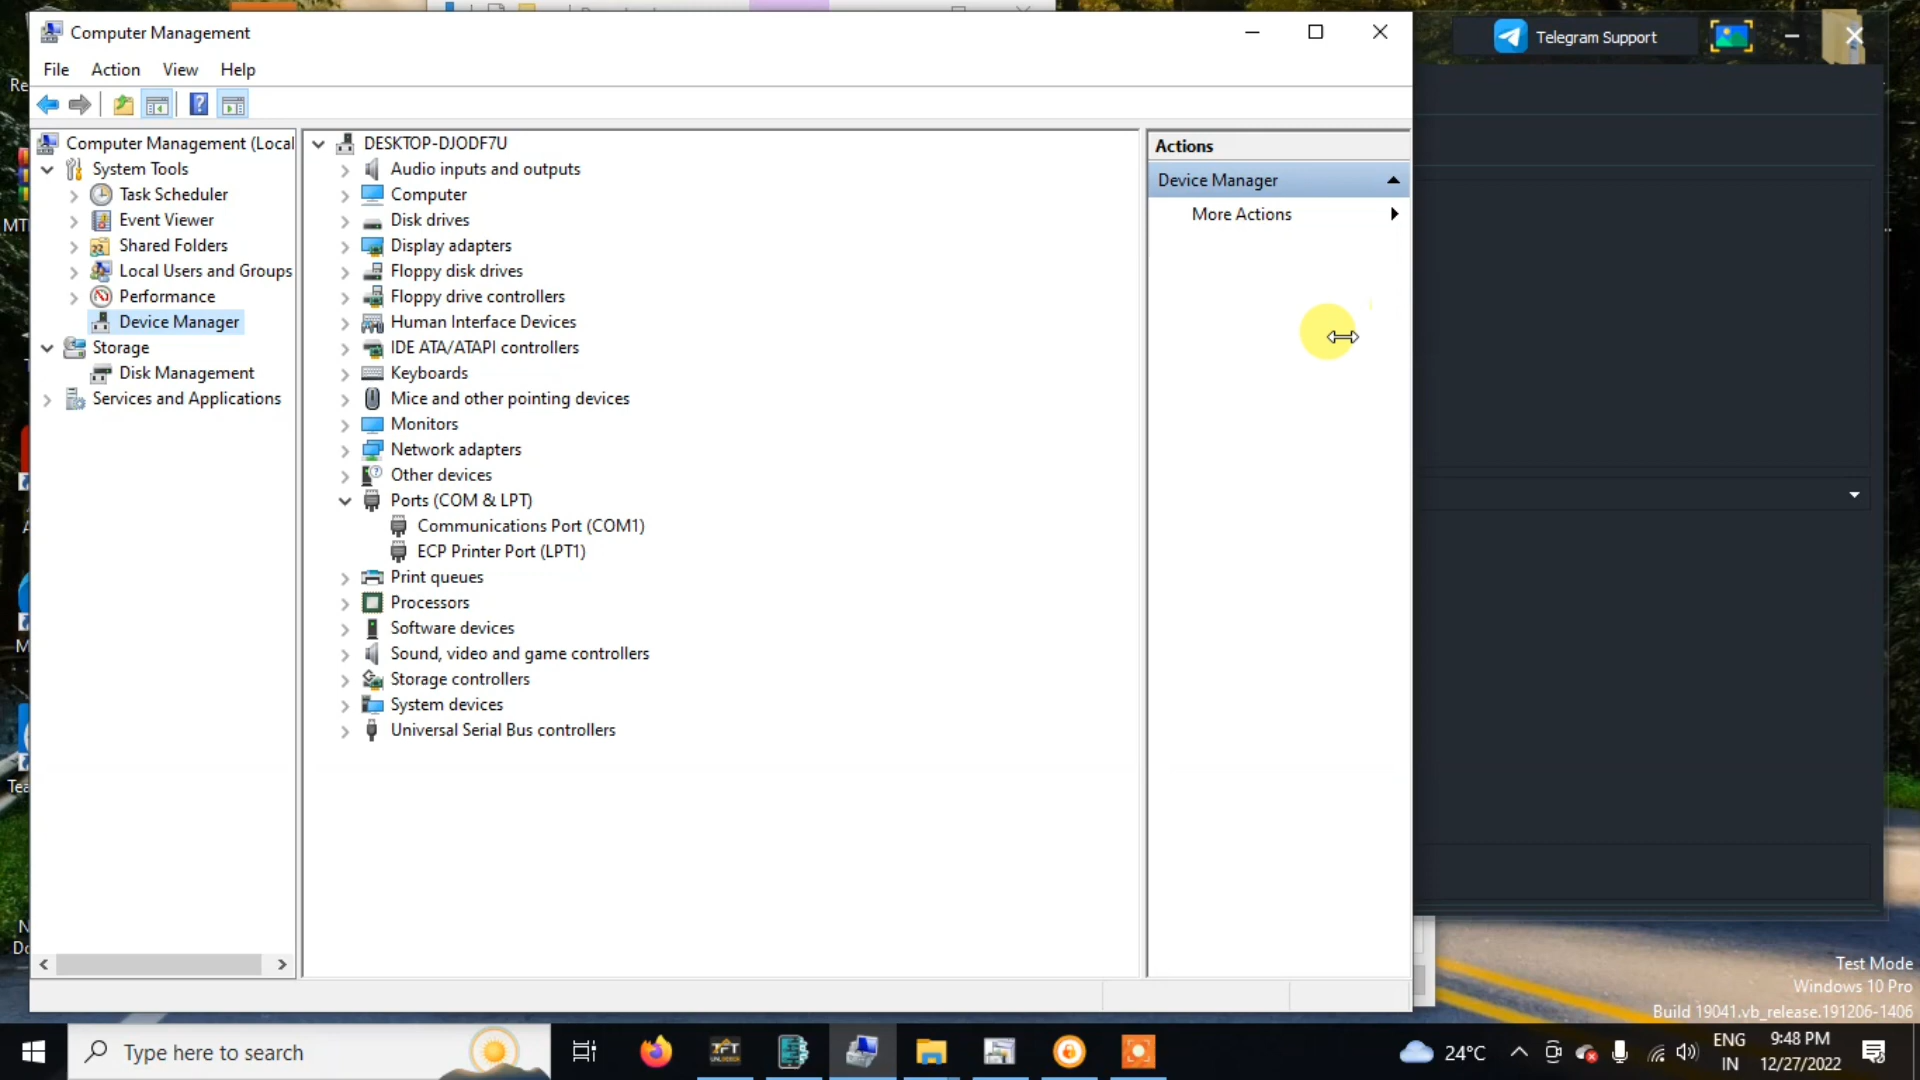 Computer Management
Telegram Support
File Action View Help
Computer Management (Local
System Tools
Task Scheduler
Event Viewer
Shared Folders
Local Users and Groups
Performance
Device Manager
Storage
Disk Management
Services and Applications
DESKTOP-DJODF7U
Audio inputs and outputs
Computer
Disk drives
Display adapters
Floppy disk drives
Floppy drive controllers
Human Interface Devices
IDE ATA/ATAPI controllers
Keyboards
Mice and other pointing devices
Monitors
Network adapters
Other devices
Ports (COM & LPT)
Communications Port (COM1)
ECP Printer Port (LPT1)
Print queues
Processors
Software devices
Sound, video and game controllers
Storage controllers
System devices
Universal Serial Bus controllers
Actions
Device Manager
More Actions
Test Mode
Windows 10 Pro
Build 19041.vb_release.191206-1406
Type here to search
24°C
ENG
IN
9:48 PM
12/27/2022